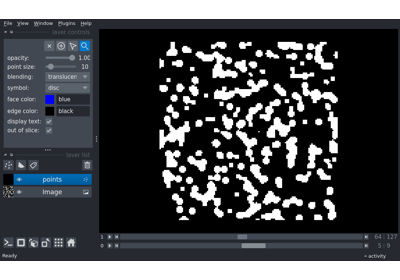 File View Window Plugins Help
layer controls
opacity: 1.00
point size: 10
blending: translucen
symbol: disc
face color: blue
edge color: black
display text:
out of slice:
layer list
points
Image
1 64 127
0 5 9
Ready activity